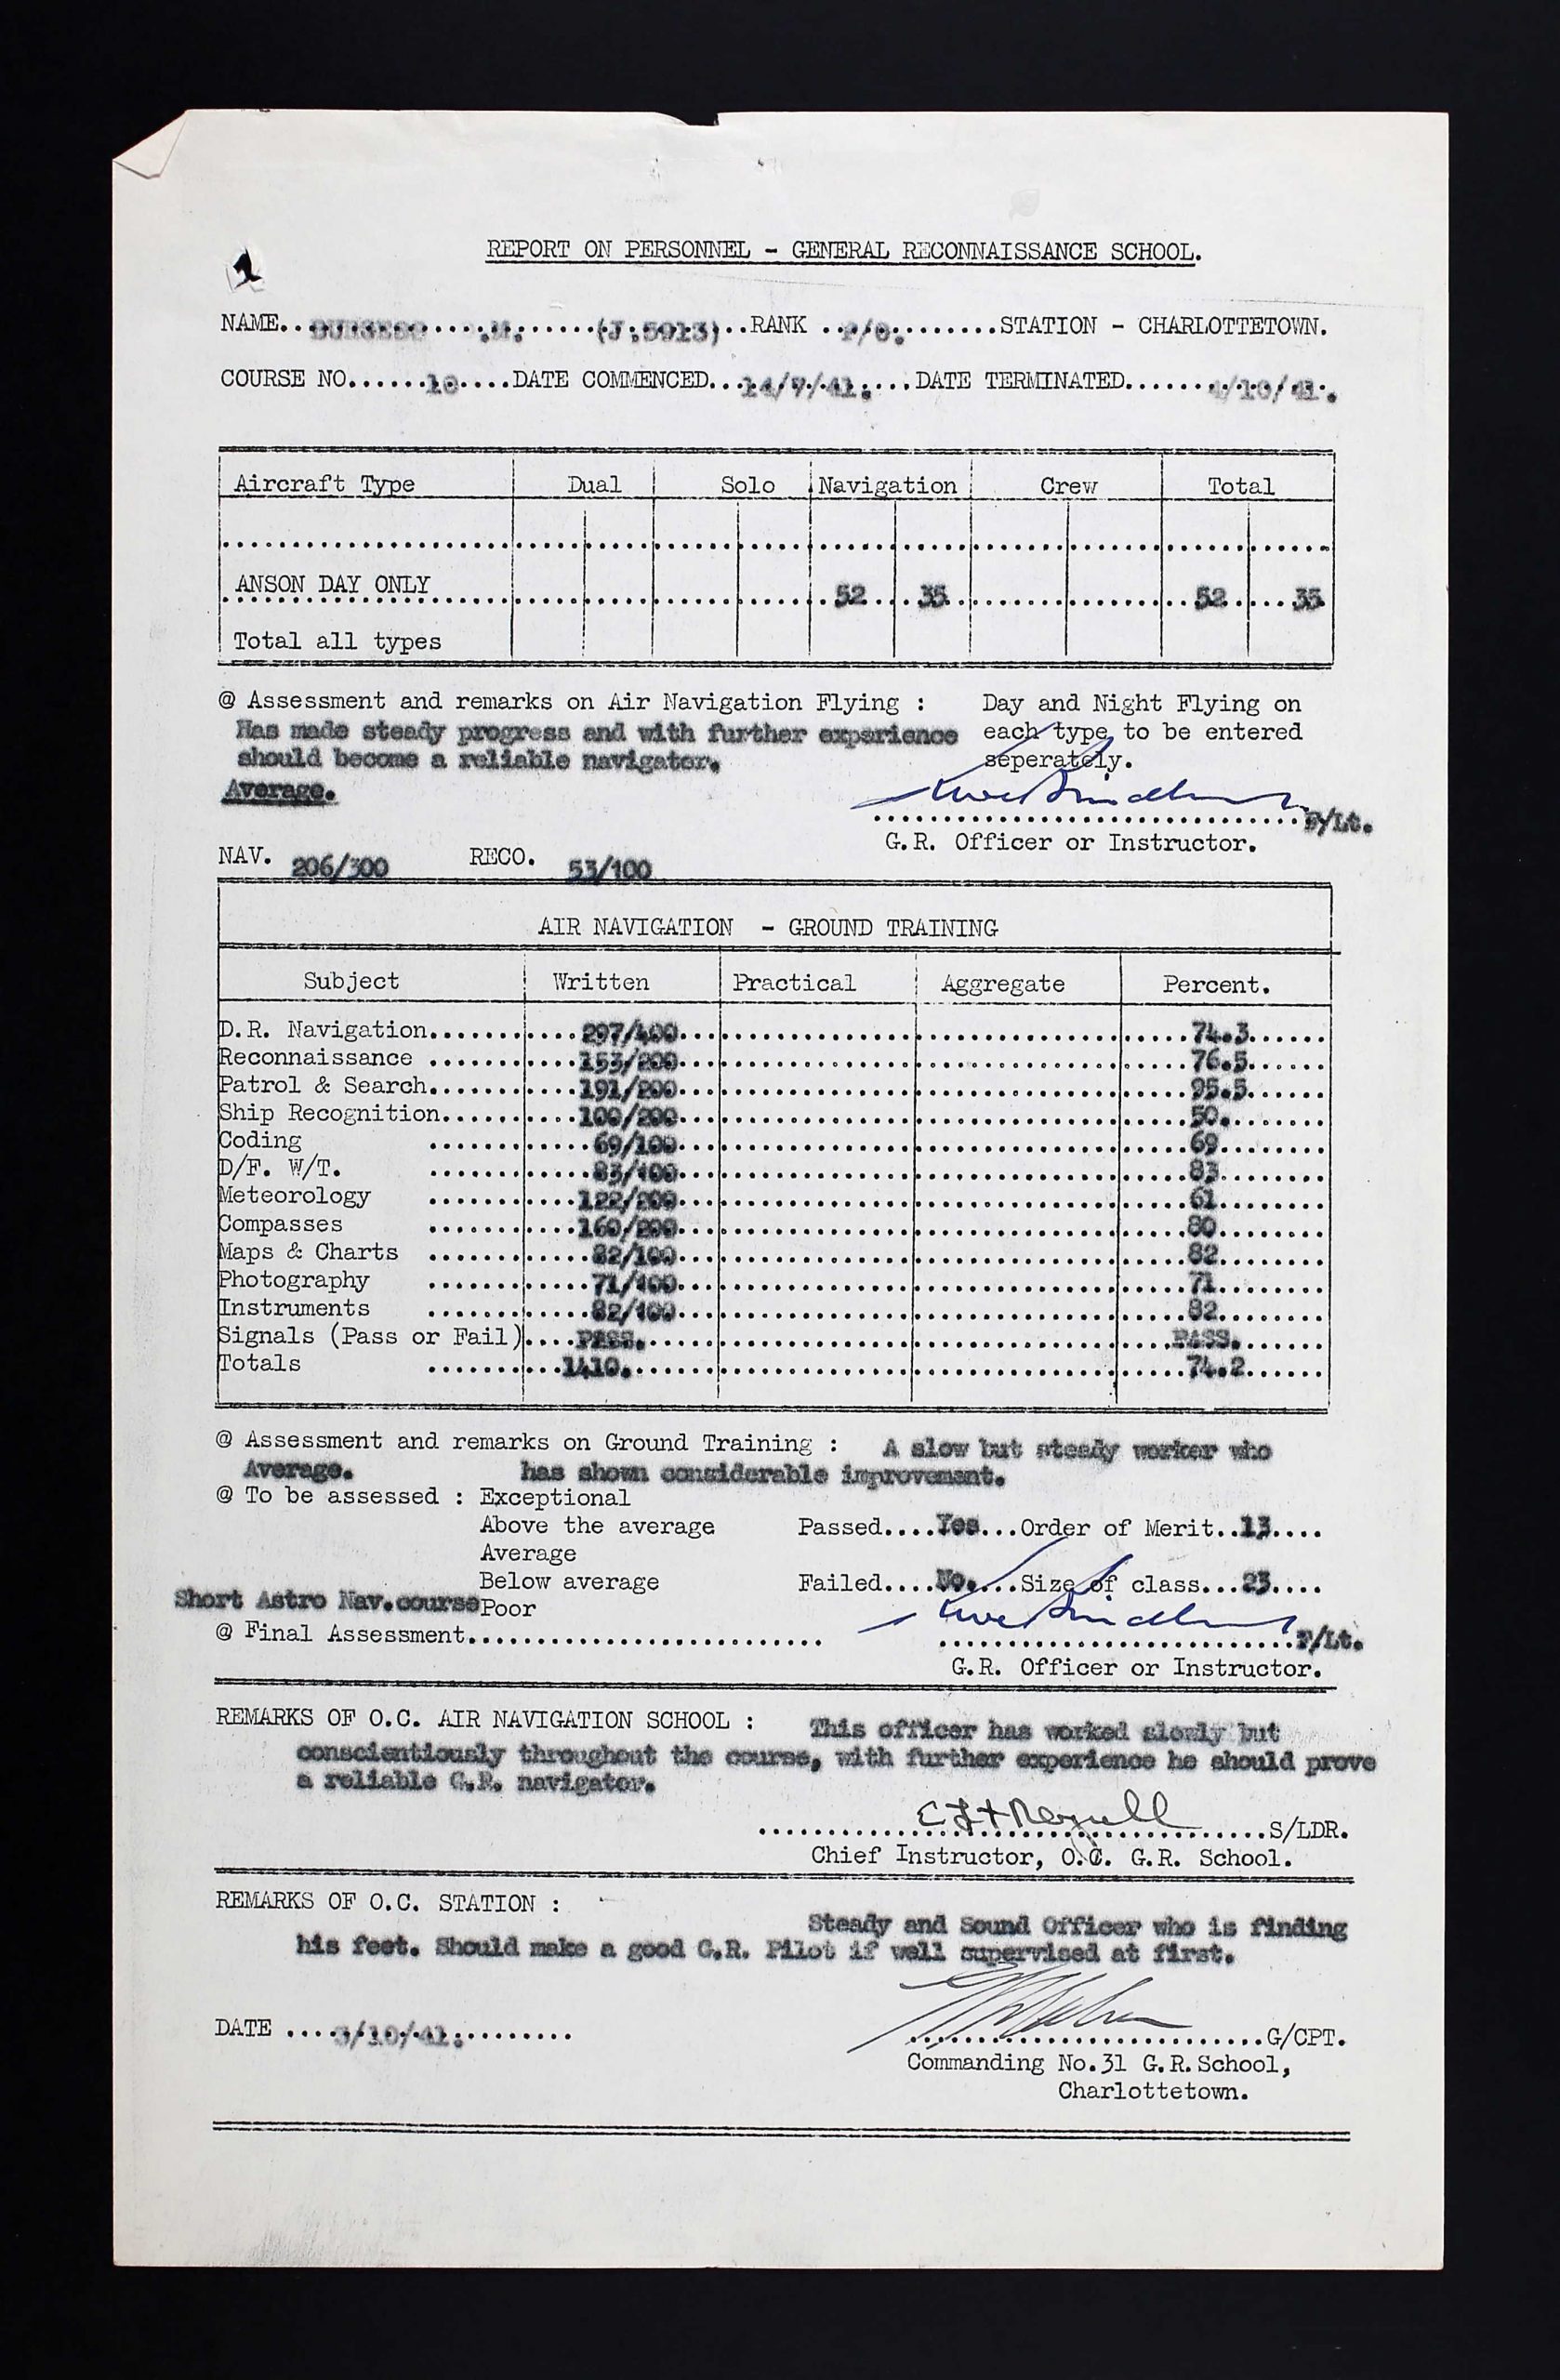 1
REPORT ON PERSONNEL - GENERAL RECONNAISSANCE SCHOOL.
NAME.. BURGESS .M. (J.5913)..RANK ..P/O.........STATION - CHARLOTTETOWN.
COURSE NO......10....DATE COMMENCED...14/7/41....DATE TERMINATED.......4/10/41.
Aircraft Type Dual Solo Navigation Crew Total
ANSON DAY ONLY 52 35 52 35
Total all types
@ Assessment and remarks on Air Navigation Flying : Day and Night Flying on
Has made steady progress and with further experience each type to be entered
should become a reliable navigator. seperately.
Average.
F/Lt.
G.R. Officer or Instructor.
NAV. 206/300 RECO. 53/100
AIR NAVIGATION - GROUND TRAINING
Subject Written Practical Aggregate Percent.
D.R. Navigation 297/400 74.3
Reconnaissance 153/200 76.5
Patrol & Search 191/200 95.5
Ship Recognition 100/200 50.
Coding 69/100 69
D/F. W/T. 83/100 83
Meteorology 122/200 61
Compasses 160/200 80
Maps & Charts 82/100 82
Photography 71/100 71
Instruments 82/100 82
Signals (Pass or Fail) PASS. PASS.
Totals 1410. 74.2
@ Assessment and remarks on Ground Training : A slow but steady worker who
Average. has shown considerable improvement.
@ To be assessed : Exceptional
Above the average Passed....Yes...Order of Merit..13....
Average
Below average Failed....No....Size of class...23....
Short Astro Nav.course Poor
@ Final Assessment..........................
F/Lt.
G.R. Officer or Instructor.
REMARKS OF O.C. AIR NAVIGATION SCHOOL : This officer has worked slowly but
conscientiously throughout the course, with further experience he should prove
a reliable G.R. navigator.
S/LDR.
Chief Instructor, O.C. G.R. School.
REMARKS OF O.C. STATION :
Steady and Sound Officer who is finding
his feet. Should make a good G.R. Pilot if well supervised at first.
DATE ....3/10/41.........
G/CPT.
Commanding No.31 G.R.School,
Charlottetown.